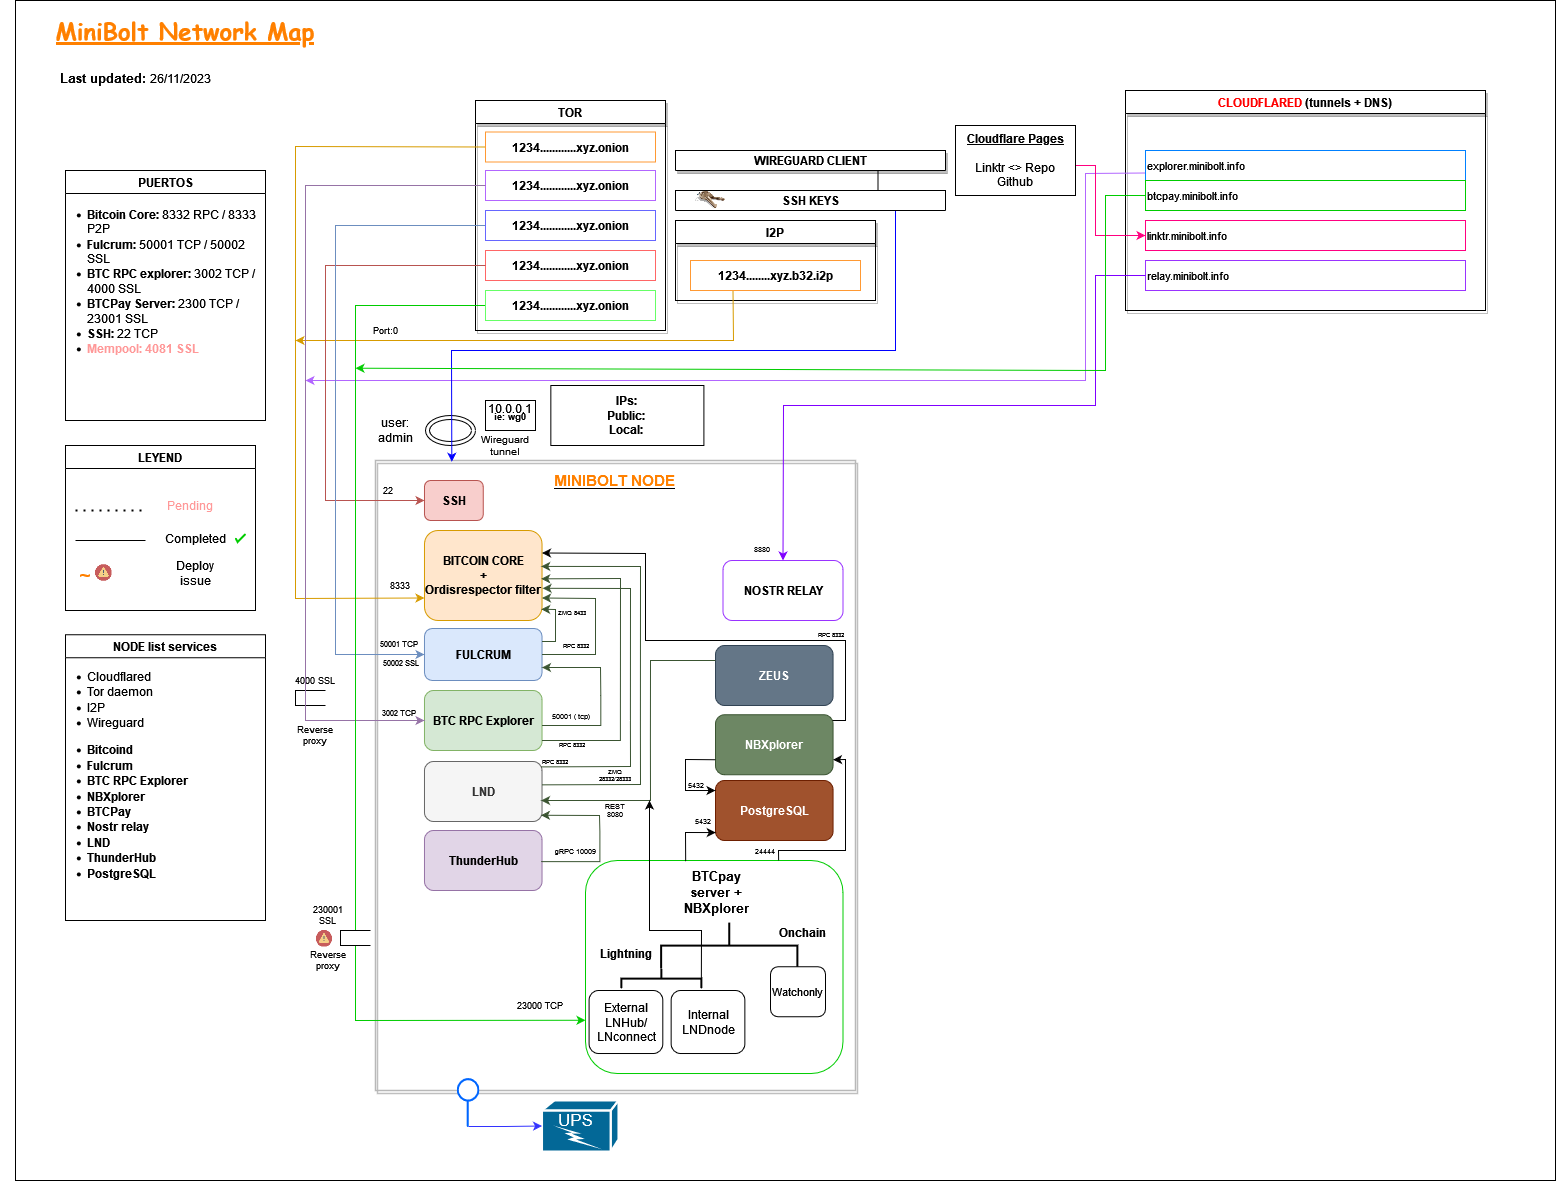 MiniBolt Network Map
Last updated: 26/11/2023
TOR
1234............xyz.onion
1234............xyz.onion
1234............xyz.onion
1234............xyz.onion
1234............xyz.onion
WIREGUARD CLIENT
SSH KEYS
I2P
1234........xyz.b32.i2p
Cloudflare Pages
Linktr <> Repo
Github
CLOUDFLARED (tunnels + DNS)
explorer.minibolt.info
btcpay.minibolt.info
linktr.minibolt.info
relay.minibolt.info
PUERTOS
Bitcoin Core: 8332 RPC / 8333
P2P
Fulcrum: 50001 TCP / 50002
SSL
BTC RPC explorer: 3002 TCP /
4000 SSL
BTCPay Server: 2300 TCP /
23001 SSL
SSH: 22 TCP
Mempool: 4081 SSL
Port:0
LEYEND
Pending
Completed
~
Deploy
issue
NODE list services
Cloudflared
Tor daemon
I2P
Wireguard
Bitcoind
Fulcrum
BTC RPC Explorer
NBXplorer
BTCPay
Nostr relay
LND
ThunderHub
PostgreSQL
user:
admin
10.0.0.1
ie: wg0
Wireguard
tunnel
IPs:
Public:
Local:
MINIBOLT NODE
22
SSH
8333
BITCOIN CORE
+
Ordisrespector filter
ZMQ 8433
RPC 8332
50001 TCP
50002 SSL
FULCRUM
4000 SSL
Reverse
proxy
3002 TCP
BTC RPC Explorer
50001 ( tcp)
RPC 8332
RPC 8332
ZMQ
28332/28333
LND
REST
8080
ThunderHub
gRPC 10009
8880
NOSTR RELAY
RPC 8332
ZEUS
NBXplorer
5432
PostgreSQL
5432
24444
BTCpay
server +
NBXplorer
Onchain
Lightning
Watchonly
External
LNHub/
LNconnect
Internal
LNDnode
230001
SSL
Reverse
proxy
23000 TCP
UPS